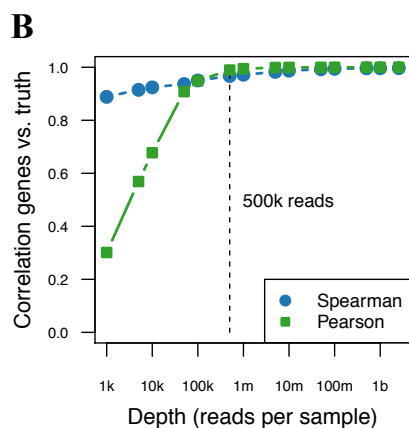 B
Correlation genes vs. truth
1.0
0.8
0.6
0.4
0.2
0.0
500k reads
Spearman
Pearson
1k 10k 100k 1m 10m 100m 1b
Depth (reads per sample)